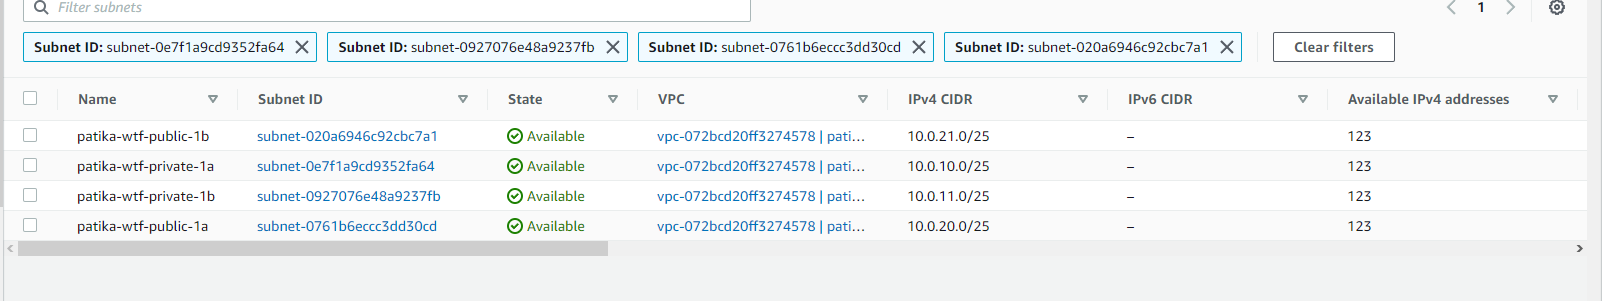 Filter subnets
1
Subnet ID: subnet-0e7f1a9cd9352fa64 Subnet ID: subnet-0927076e48a9237fb Subnet ID: subnet-0761b6eccc3dd30cd Subnet ID: subnet-020a6946c92cbc7a1 Clear filters
Name Subnet ID State VPC IPv4 CIDR IPv6 CIDR Available IPv4 addresses
patika-wtf-public-1b subnet-020a6946c92cbc7a1 Available vpc-072bcd20ff3274578 | pati… 10.0.21.0/25 – 123
patika-wtf-private-1a subnet-0e7f1a9cd9352fa64 Available vpc-072bcd20ff3274578 | pati… 10.0.10.0/25 – 123
patika-wtf-private-1b subnet-0927076e48a9237fb Available vpc-072bcd20ff3274578 | pati… 10.0.11.0/25 – 123
patika-wtf-public-1a subnet-0761b6eccc3dd30cd Available vpc-072bcd20ff3274578 | pati… 10.0.20.0/25 – 123